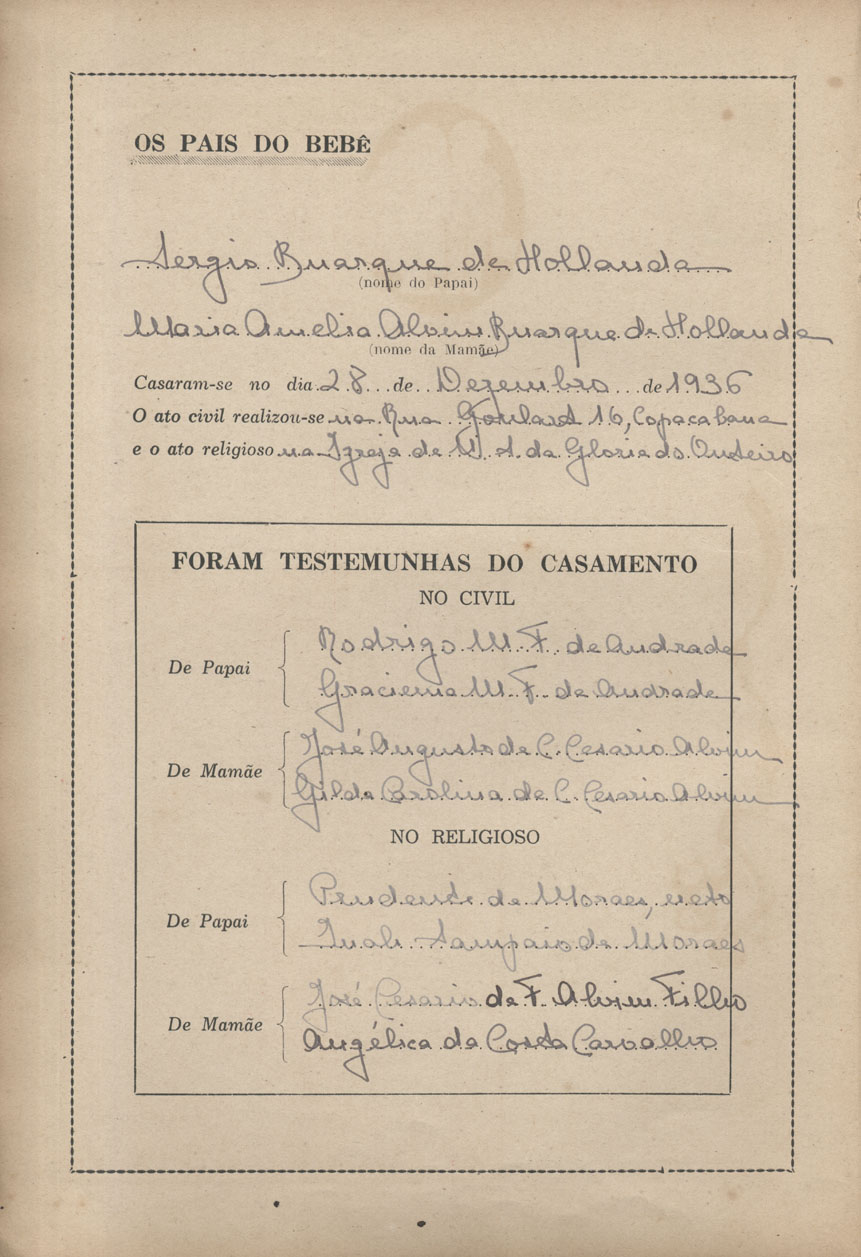 OS PAIS DO BEBÊ
Sergio Buarque de Hollanda
(nome do Papai)
Maria Amelia Alvim Buarque de Hollanda
(nome da Mamãe)
Casaram-se no dia 28 de Dezembro de 1936
O ato civil realizou-se na Rua Goulart 16, Copacabana
e o ato religioso na Igreja de N. S. da Gloria do Outeiro
FORAM TESTEMUNHAS DO CASAMENTO
NO CIVIL
De Papai
Rodrigo M. F. de Andrade
Graciema M. F. de Andrade
De Mamãe
José Augusto de C. Cesario Alvim
Gilda Carolina de C. Cesario Alvim
NO RELIGIOSO
De Papai
Prudente de Moraes, neto
Inah Sampaio de Moraes
De Mamãe
José Cesario de F. Alvim Filho
Angélica da Costa Carvalho